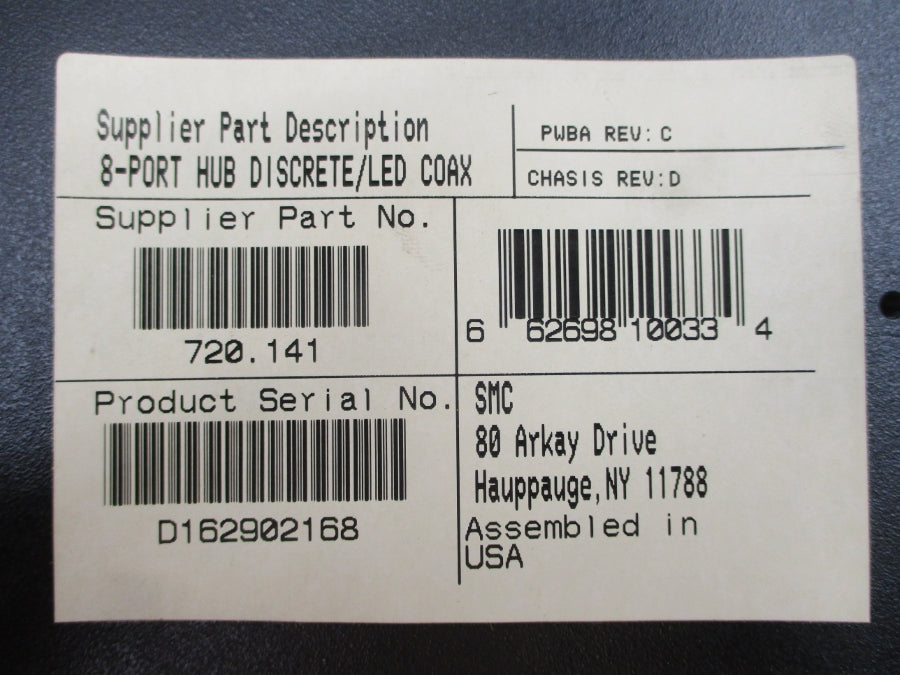 Supplier Part Description
8-PORT HUB DISCRETE/LED COAX
PWBA REV: C
CHASIS REV:D
Supplier Part No.
720.141
6 62698 10033 4
Product Serial No.
D162902168
SMC
80 Arkay Drive
Hauppauge,NY 11788
Assembled in
USA